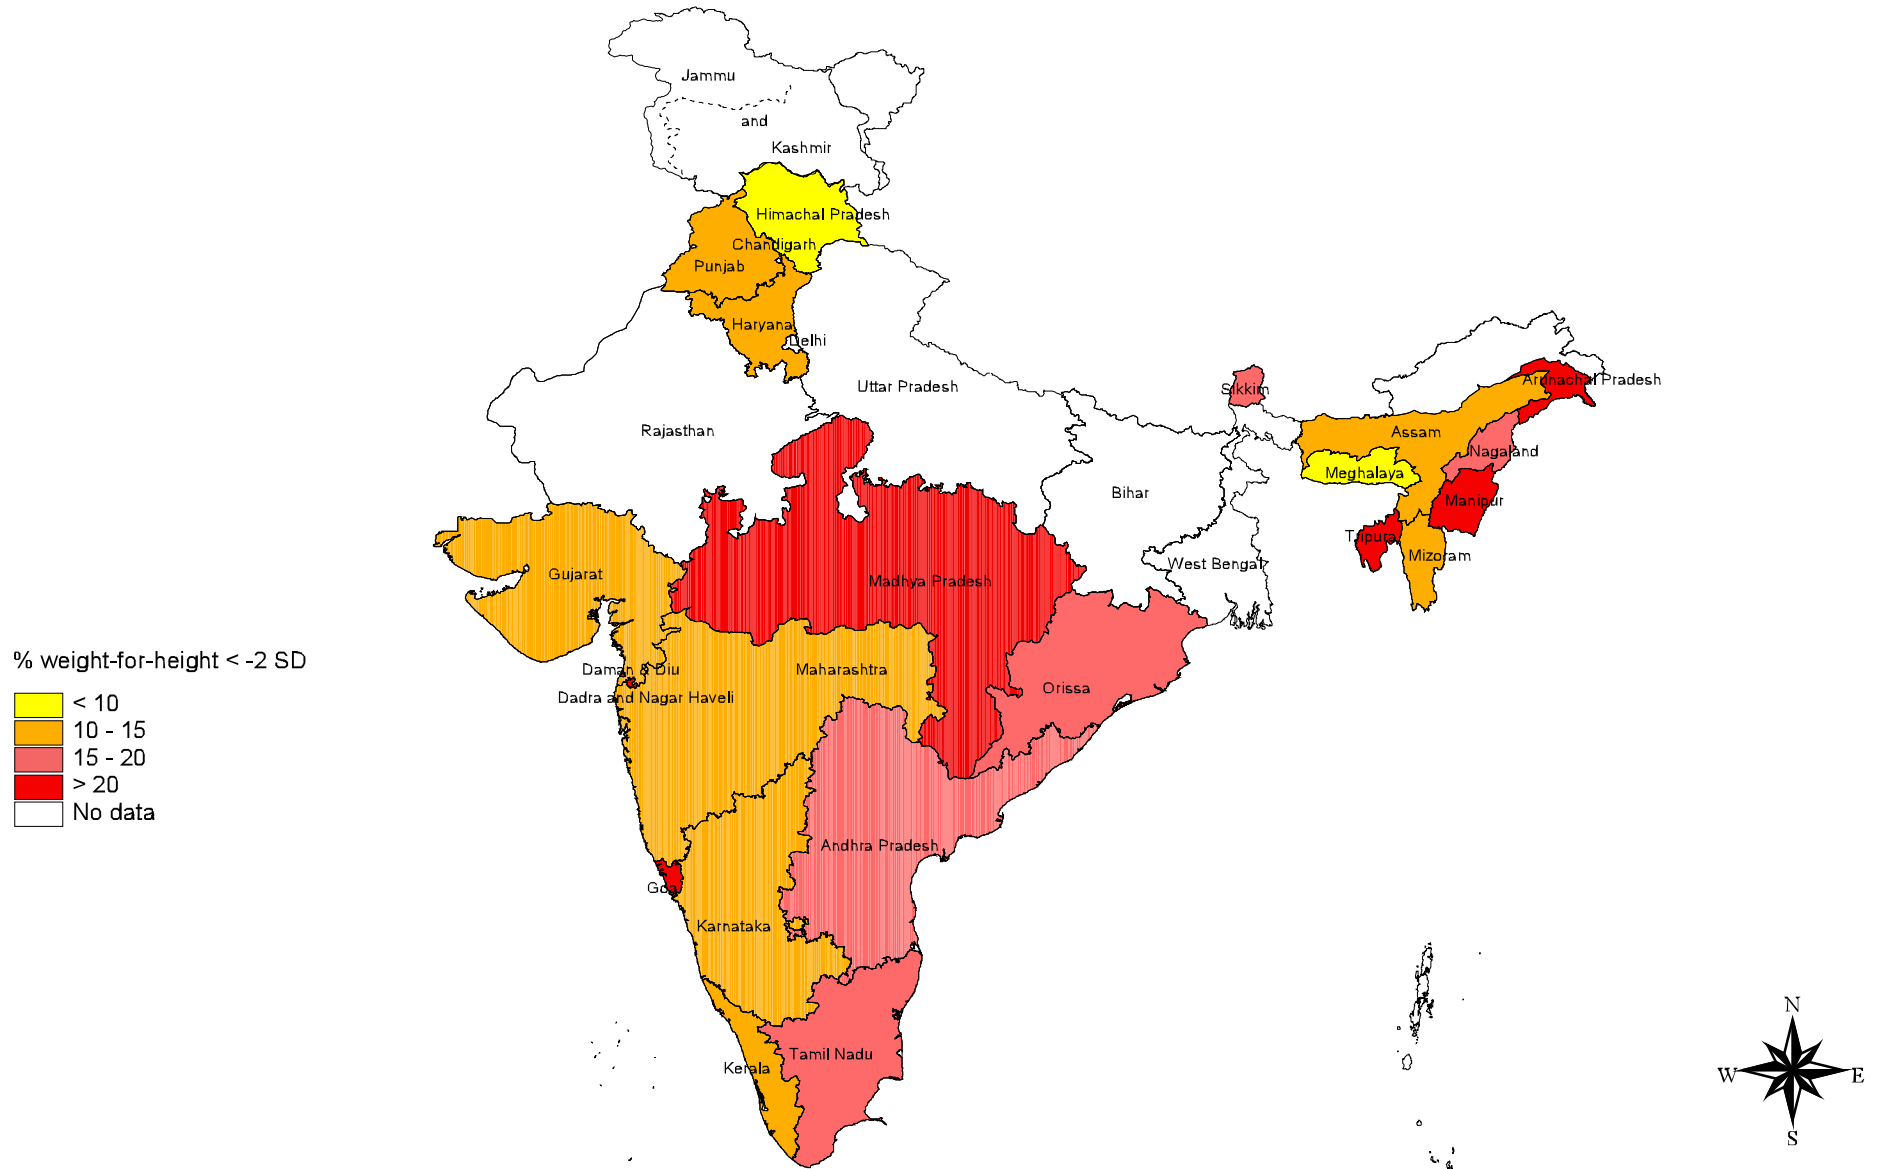 Jammu
and
Kashmir
Himachal Pradesh
Chandigarh
Punjab
Haryana
Delhi
Uttar Pradesh
Rajasthan
Sikkim
Arunachal Pradesh
Assam
Nagaland
Meghalaya
Bihar
Manipur
Tripura
Mizoram
West Bengal
Gujarat
Madhya Pradesh
Maharashtra
Daman & Diu
Dadra and Nagar Haveli
Orissa
% weight-for-height < -2 SD
< 10
10 - 15
15 - 20
> 20
No data
Andhra Pradesh
Goa
Karnataka
Tamil Nadu
Kerala
N
W
E
S